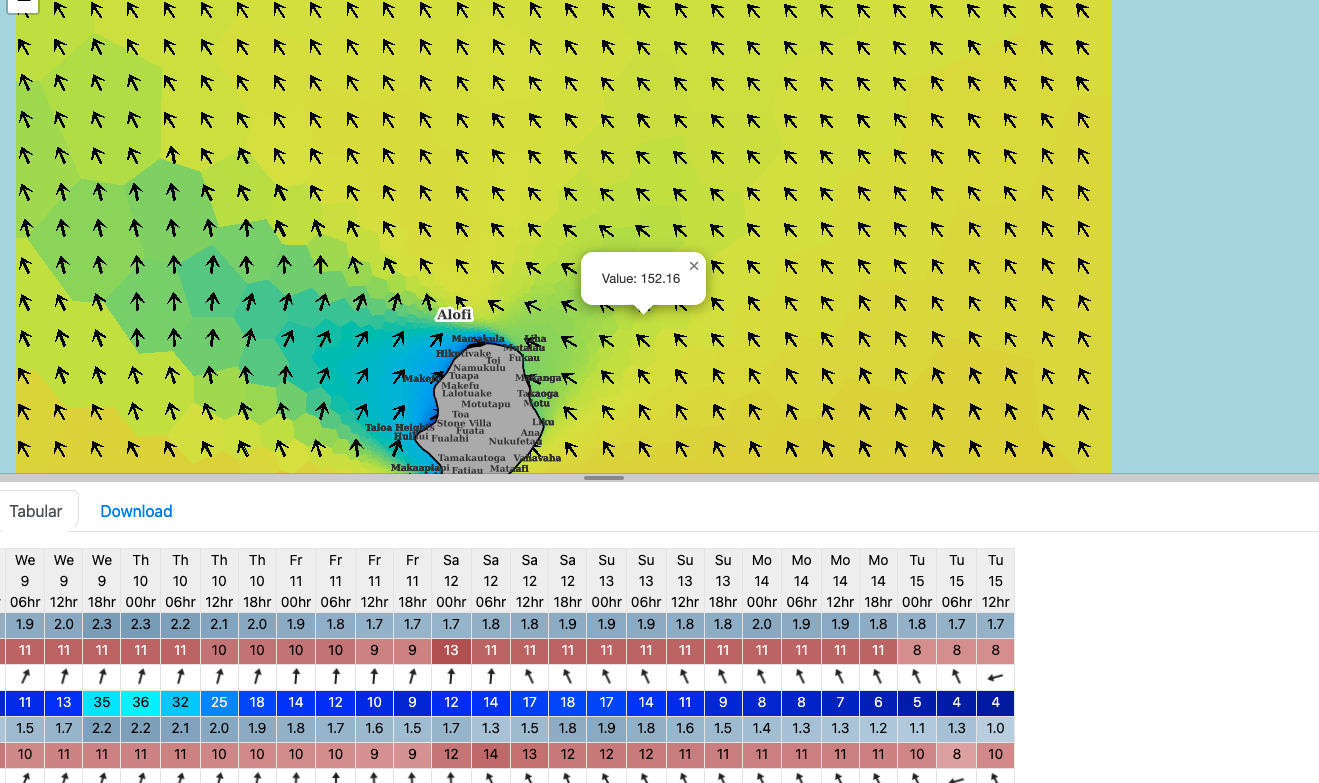 Value: 152.16
×
Alofi
Mamakula
Uha
Mutalau
Hikutivake
Toi
Fukau
Namukulu
Tuapa
Makefu
Lalotuake
Takaoga
Motutapu
Motu
Toa
Stone Villa
Liku
Taloa Heights
Fuata
Ana
Huihui
Fualahi
Nukufetau
Tamakautoga
Vaiavaha
Makaapiapi
Fatiau
Mataafi
Tabular Download
We We We Th Th Th Th Fr Fr Fr Fr Sa Sa Sa Sa Su Su Su Su Mo Mo Mo Mo Tu Tu Tu
9 9 9 10 10 10 10 11 11 11 11 12 12 12 12 13 13 13 13 14 14 14 14 15 15 15
06hr 12hr 18hr 00hr 06hr 12hr 18hr 00hr 06hr 12hr 18hr 00hr 06hr 12hr 18hr 00hr 06hr 12hr 18hr 00hr 06hr 12hr 18hr 00hr 06hr 12hr
1.9 2.0 2.3 2.3 2.2 2.1 2.0 1.9 1.8 1.7 1.7 1.7 1.8 1.8 1.9 1.9 1.9 1.8 1.8 2.0 1.9 1.9 1.8 1.8 1.7 1.7
11 11 11 11 11 10 10 10 10 9 9 13 11 11 11 11 11 11 11 11 11 11 11 8 8 8
11 13 35 36 32 25 18 14 12 10 9 12 14 17 18 17 14 11 9 8 8 7 6 5 4 4
1.5 1.7 2.2 2.2 2.1 2.0 1.9 1.8 1.7 1.6 1.5 1.7 1.3 1.5 1.8 1.9 1.8 1.6 1.5 1.4 1.3 1.3 1.2 1.1 1.3 1.0
10 11 11 11 11 10 10 10 10 9 9 12 14 13 12 12 12 11 11 11 11 11 11 10 8 10